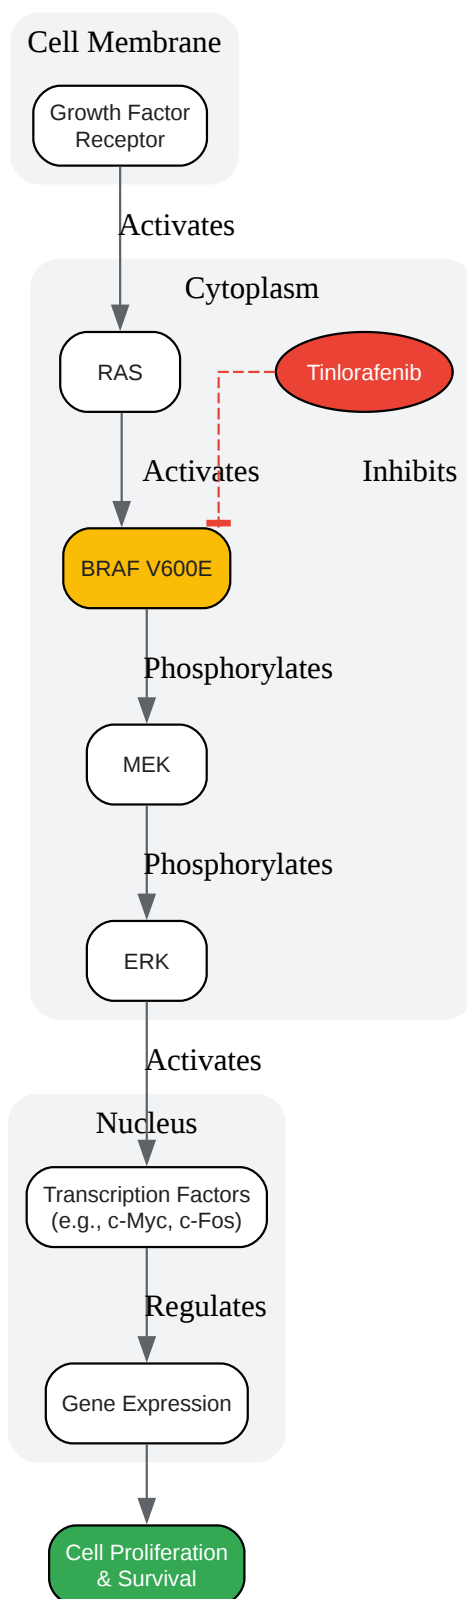 Cell Membrane
Growth Factor
Receptor
Activates
Cytoplasm
RAS
Tinlorafenib
Activates
Inhibits
BRAF V600E
Phosphorylates
MEK
Phosphorylates
ERK
Activates
Nucleus
Transcription Factors
(e.g., c-Myc, c-Fos)
Regulates
Gene Expression
Cell Proliferation
& Survival